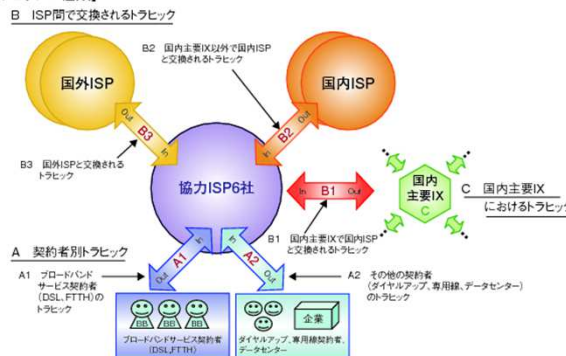 B ISP間で交換されるトラヒック
B2 国内主要IX以外で国内ISP
と交換されるトラヒック
国外ISP
国内ISP
Out
B3
In
Out
B2
In
B3 国外ISPと交換される
トラヒック
協力ISP6社
In B1 Out
国内
主要IX
C
C 国内主要IX
におけるトラヒック
B1 国内主要IXで国内ISP
と交換されるトラヒック
A 契約者別トラヒック
In
A1
Out
In
A2
Out
A1 ブロードバンド
サービス契約者
(DSL、FTTH)の
トラヒック
A2 その他の契約者
(ダイヤルアップ、専用線、データセンター)
のトラヒック
BB BB BB
ブロードバンドサービス契約者
(DSL,FTTH)
企業
ダイヤルアップ、専用線契約者、
データセンター